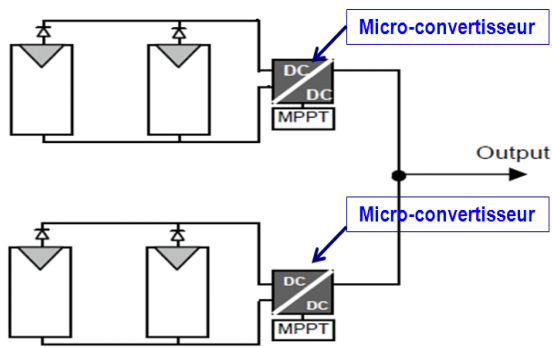 Micro-convertisseur
DC
DC
MPPT
Output
Micro-convertisseur
DC
DC
MPPT